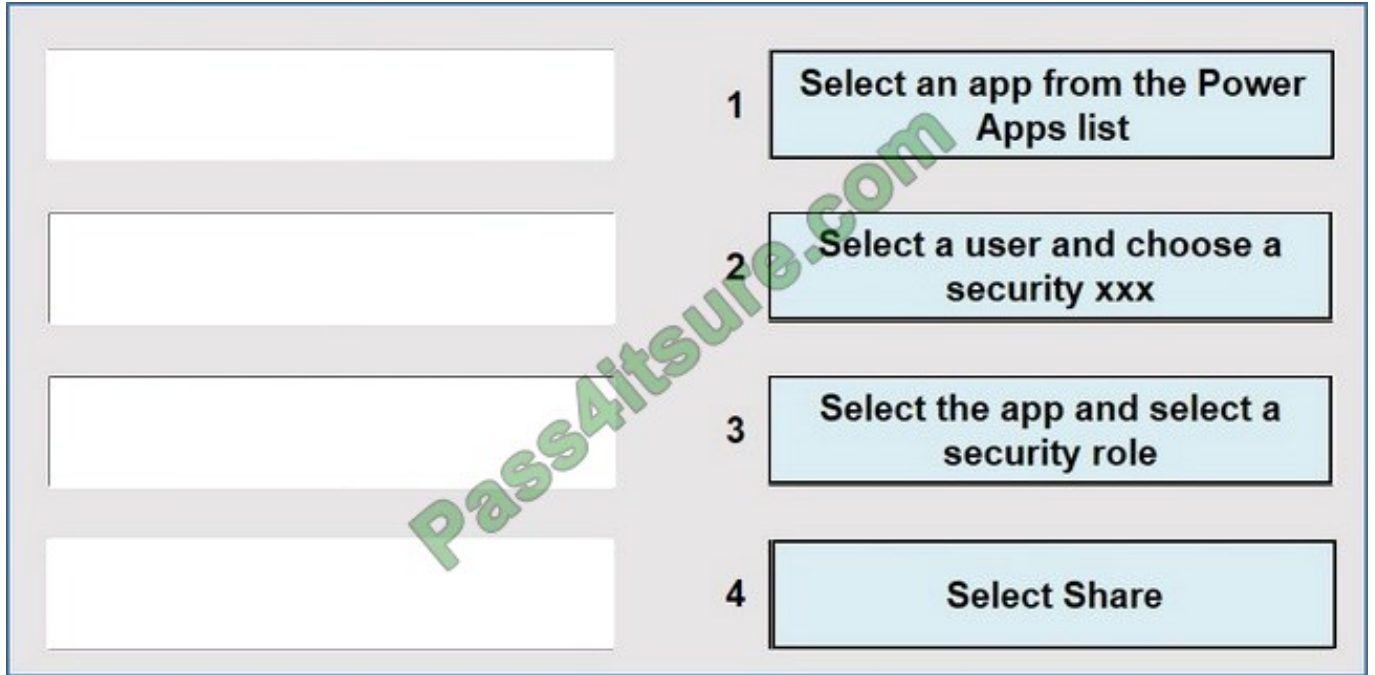 1
Select an app from the Power
Apps list
2
Select a user and choose a
security xxx
3
Select the app and select a
security role
4
Select Share
Pass4itsure.com